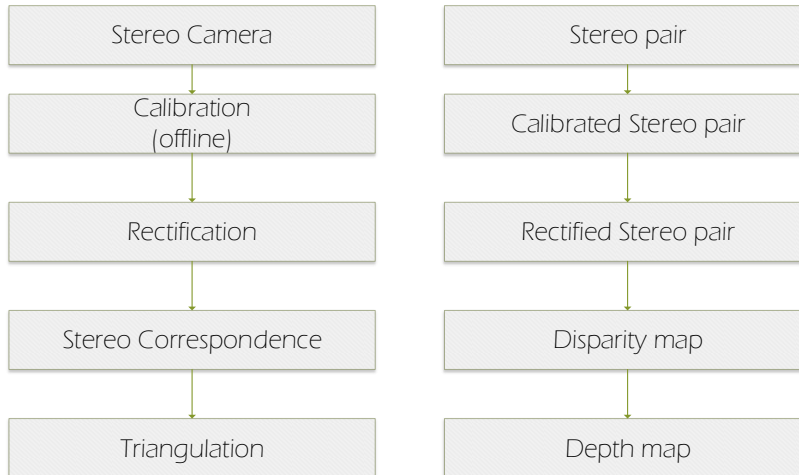 Stereo Camera
Stereo pair
Calibration
(offline)
Calibrated Stereo pair
Rectification
Rectified Stereo pair
Stereo Correspondence
Disparity map
Triangulation
Depth map